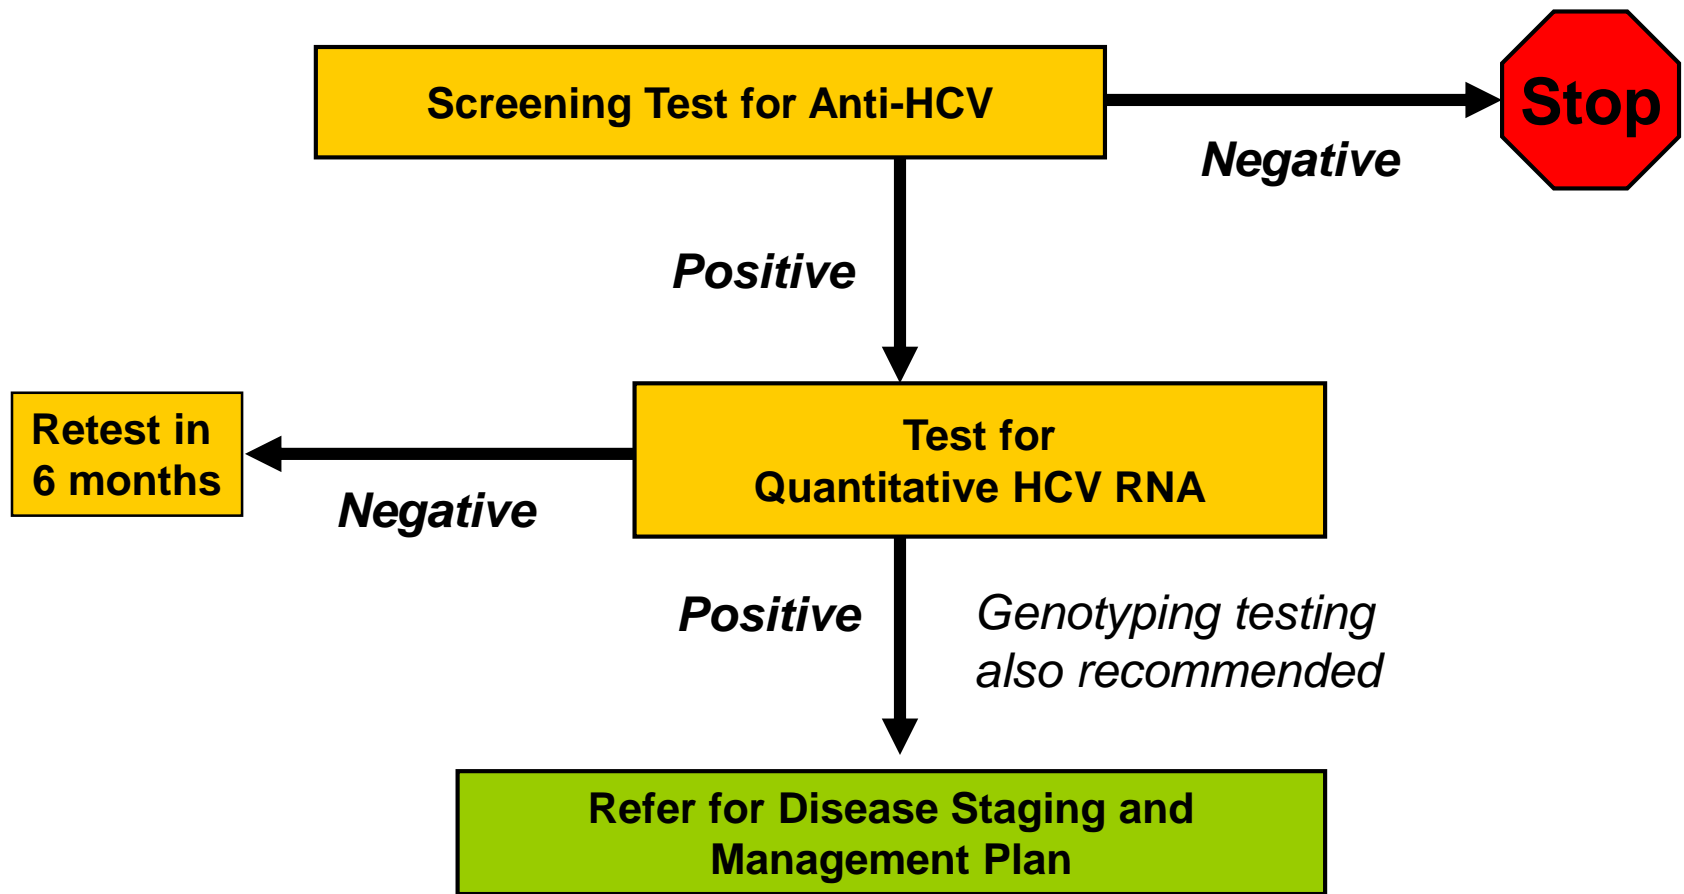 Screening Test for Anti-HCV
Stop
Negative
Positive
Retest in
6 months
Negative
Test for
Quantitative HCV RNA
Positive
Genotyping testing
also recommended
Refer for Disease Staging and
Management Plan